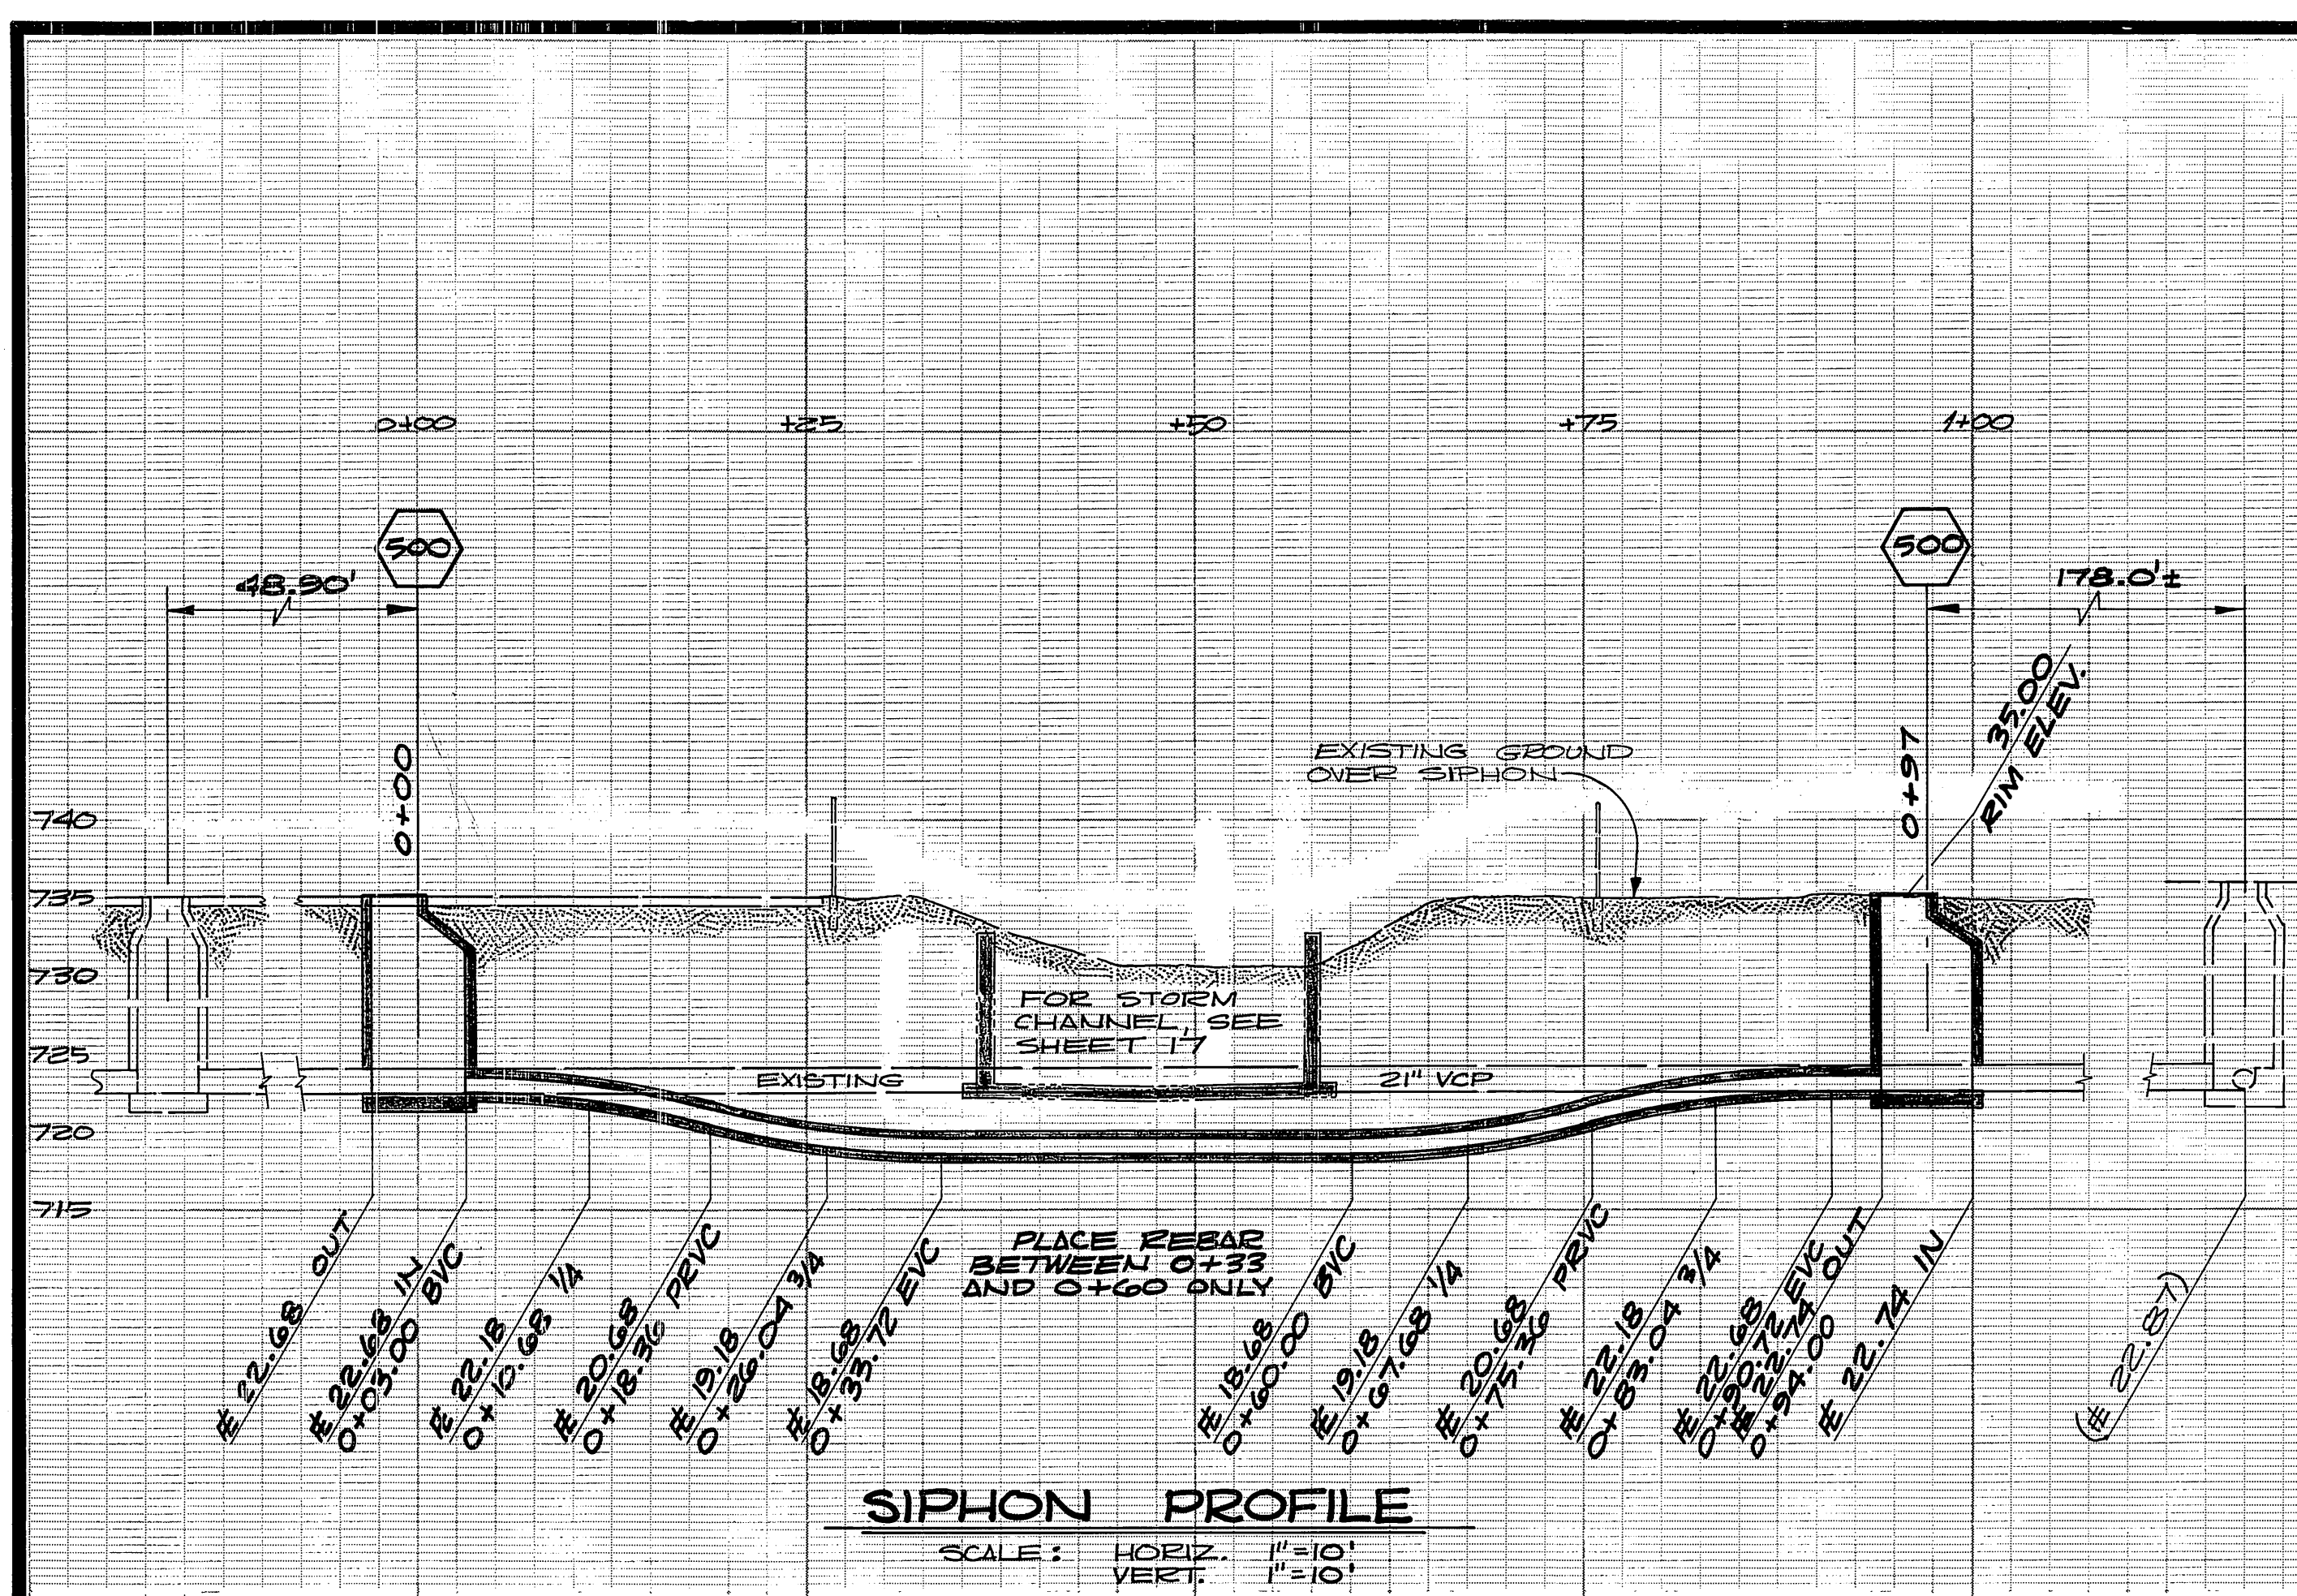 0+00
+25
+50
+75
1+00
500
500
48.90'
178.0'±
0+00
0+97
35.00
RIM ELEV.
EXISTING GROUND
OVER SIPHON
740
735
730
725
720
715
FOR STORM
CHANNEL, SEE
SHEET 17
EXISTING
21" VCP
PLACE REBAR
BETWEEN 0+33
AND 0+60 ONLY
22.68 OUT
22.68 IN
0+03.00 BVC
22.18
0+10.68 1/4
20.68
0+18.36 PRVC
19.18
0+26.04 3/4
18.68
0+33.72 EVC
18.68
0+60.00 BVC
19.18
0+67.68 1/4
20.68
0+75.36 PRVC
22.18
0+83.04 3/4
22.68
0+90.72 EVC
22.74 OUT
0+94.00
22.74 IN
22.87)
SIPHON PROFILE
SCALE: HORIZ. 1"=10'
VERT. 1"=10'